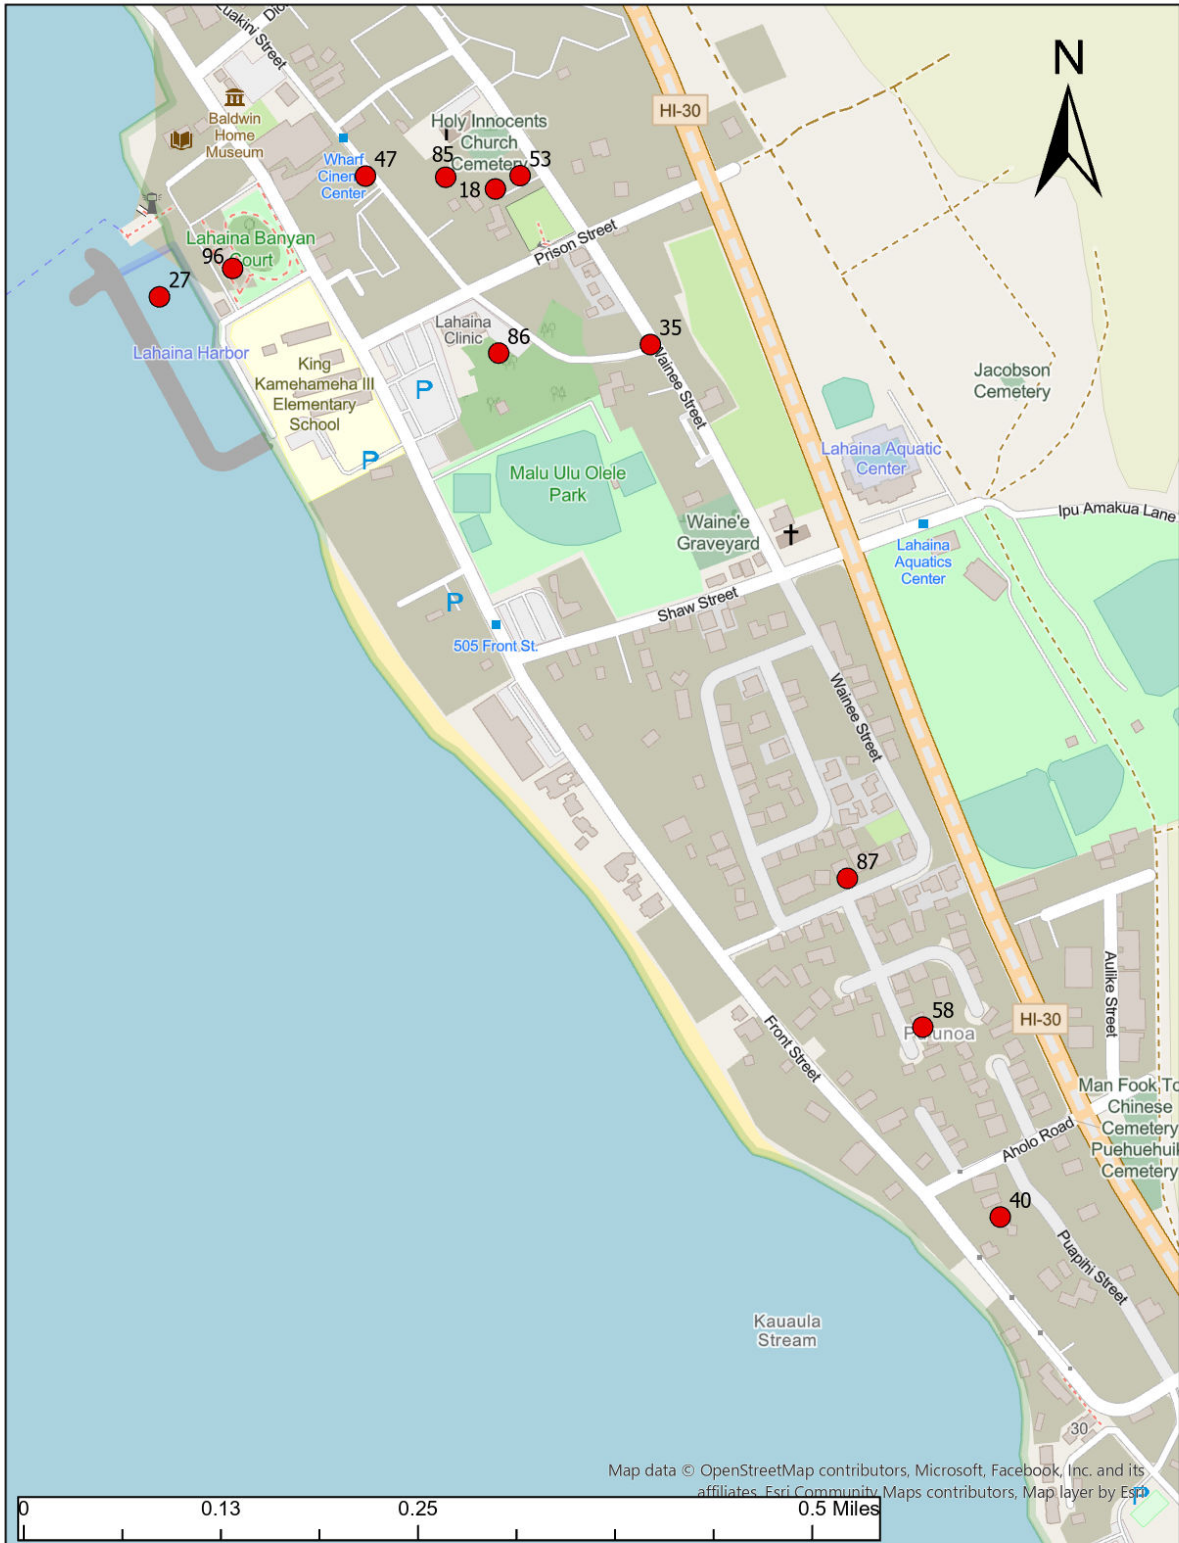 Luakini Street
Dio
N
HI-30
Baldwin
Home
Museum
Holy Innocents
Church
Cemetery
Wharf
Cinema
Center
47
85
53
18
Prison Street
Lahaina Banyan
Court
96
27
Lahaina Harbor
Lahaina
Clinic
86
35
Wainee Street
King
Kamehameha III
Elementary
School
P
P
Jacobson
Cemetery
Lahaina Aquatic
Center
Malu Ulu Olele
Park
Waine'e
Graveyard
Ipu Amakua Lane
Lahaina
Aquatics
Center
P
505 Front St.
Shaw Street
Wainee Street
87
Aulike Street
58
HI-30
Front Street
Man Fook To
Chinese
Cemetery
Puehuehuik
Cemetery
Aholo Road
40
Puapihi Street
Kauaula
Stream
30
Map data © OpenStreetMap contributors, Microsoft, Facebook, Inc. and its
affiliates, Esri Community Maps contributors, Map layer by Esri
P
0 0.13 0.25 0.5 Miles